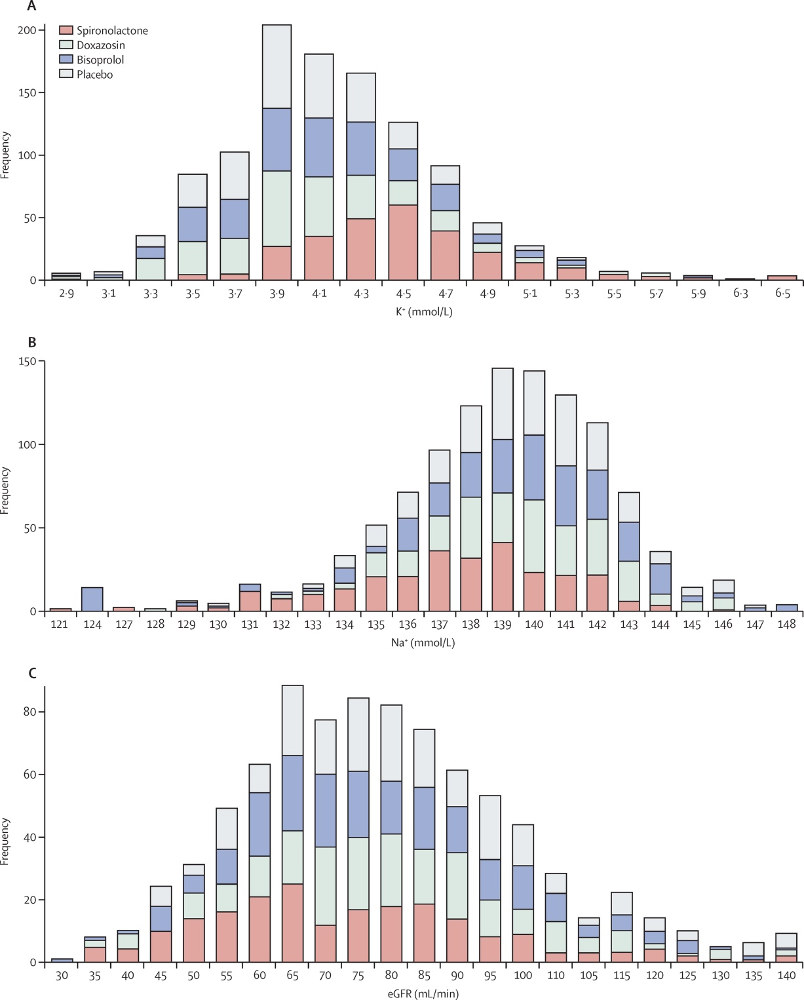 A
200
150
100
50
0
Frequency
Spironolactone
Doxazosin
Bisoprolol
Placebo
2·9 3·1 3·3 3·5 3·7 3·9 4·1 4·3 4·5 4·7 4·9 5·1 5·3 5·5 5·7 5·9 6·3 6·5
K⁺ (mmol/L)
B
150
100
50
0
Frequency
121 124 127 128 129 130 131 132 133 134 135 136 137 138 139 140 141 142 143 144 145 146 147 148
Na⁺ (mmol/L)
C
80
60
40
20
0
Frequency
30 35 40 45 50 55 60 65 70 75 80 85 90 95 100 110 105 115 120 125 130 135 140
eGFR (mL/min)